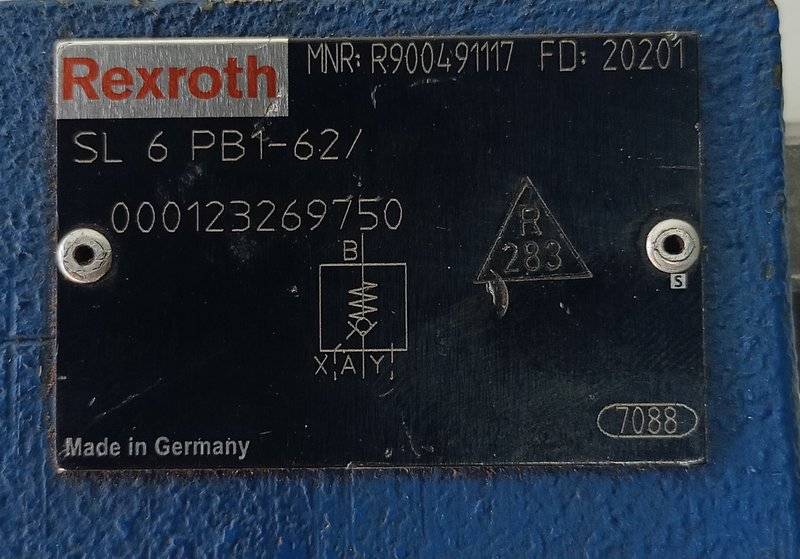 Rexroth
MNR: R900491117 FD: 20201
SL 6 PB1-62/
000123269750
B
X A Y
R
283
S
7088
Made in Germany